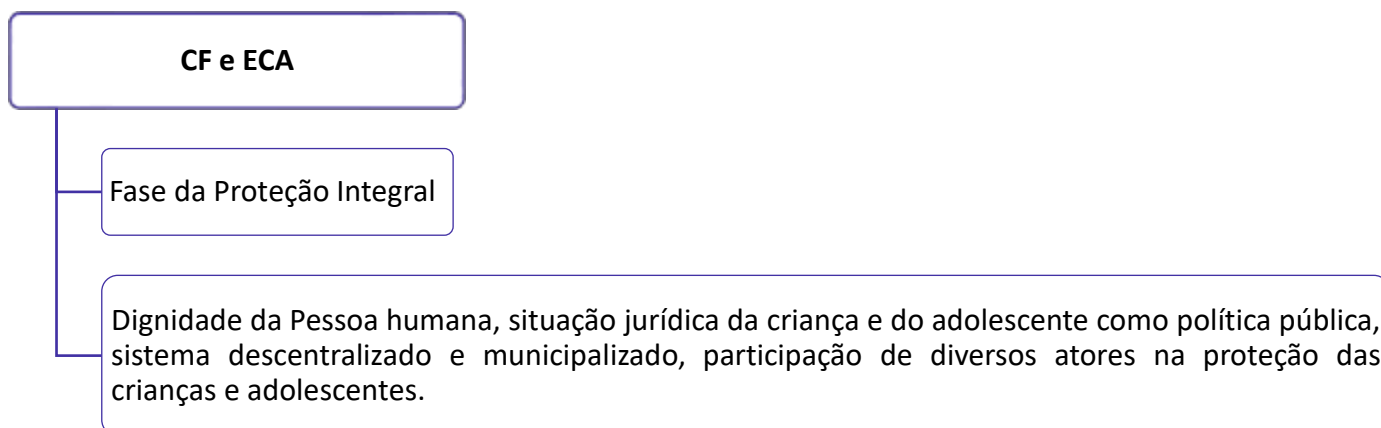 CF e ECA
Fase da Proteção Integral
Dignidade da Pessoa humana, situação jurídica da criança e do adolescente como política pública,
sistema descentralizado e municipalizado, participação de diversos atores na proteção das
crianças e adolescentes.